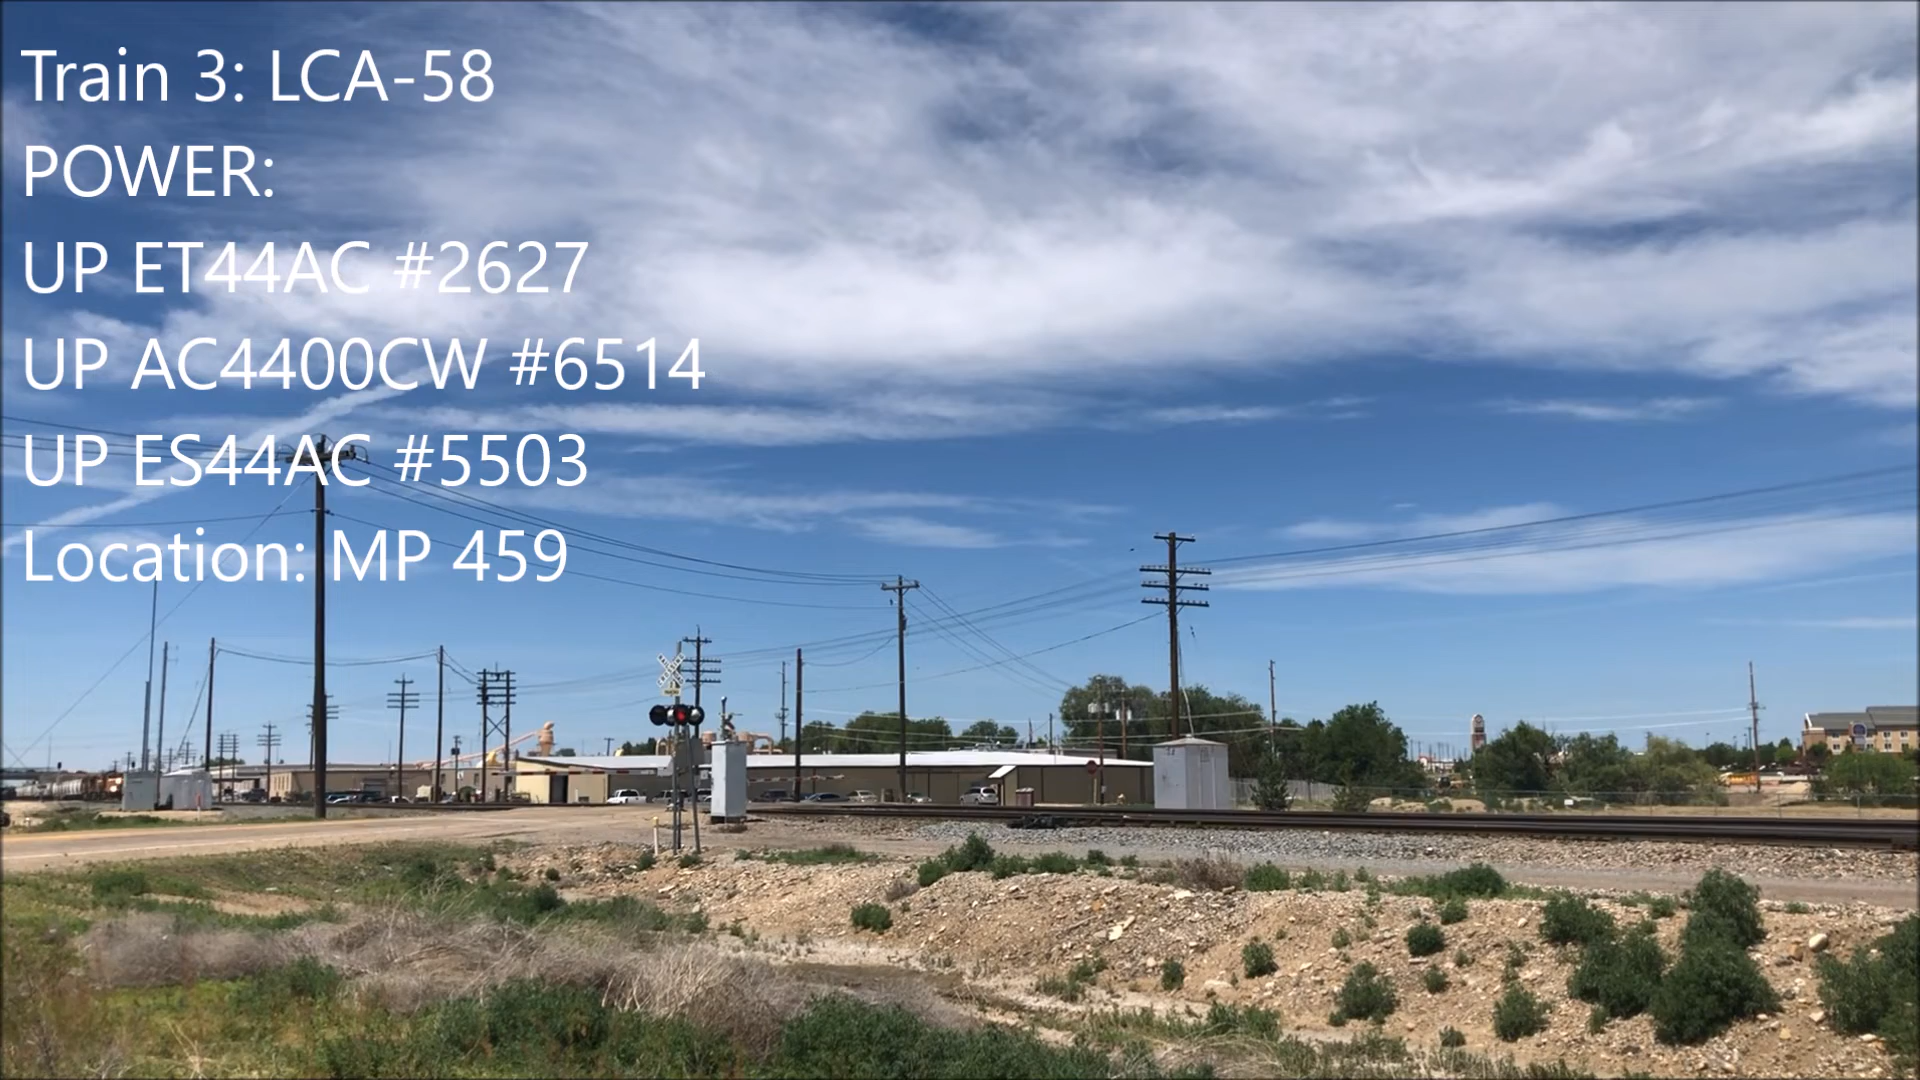 Train 3: LCA-58
POWER:
UP ET44AC #2627
UP AC4400CW #6514
UP ES44AC #5503
Location: MP 459